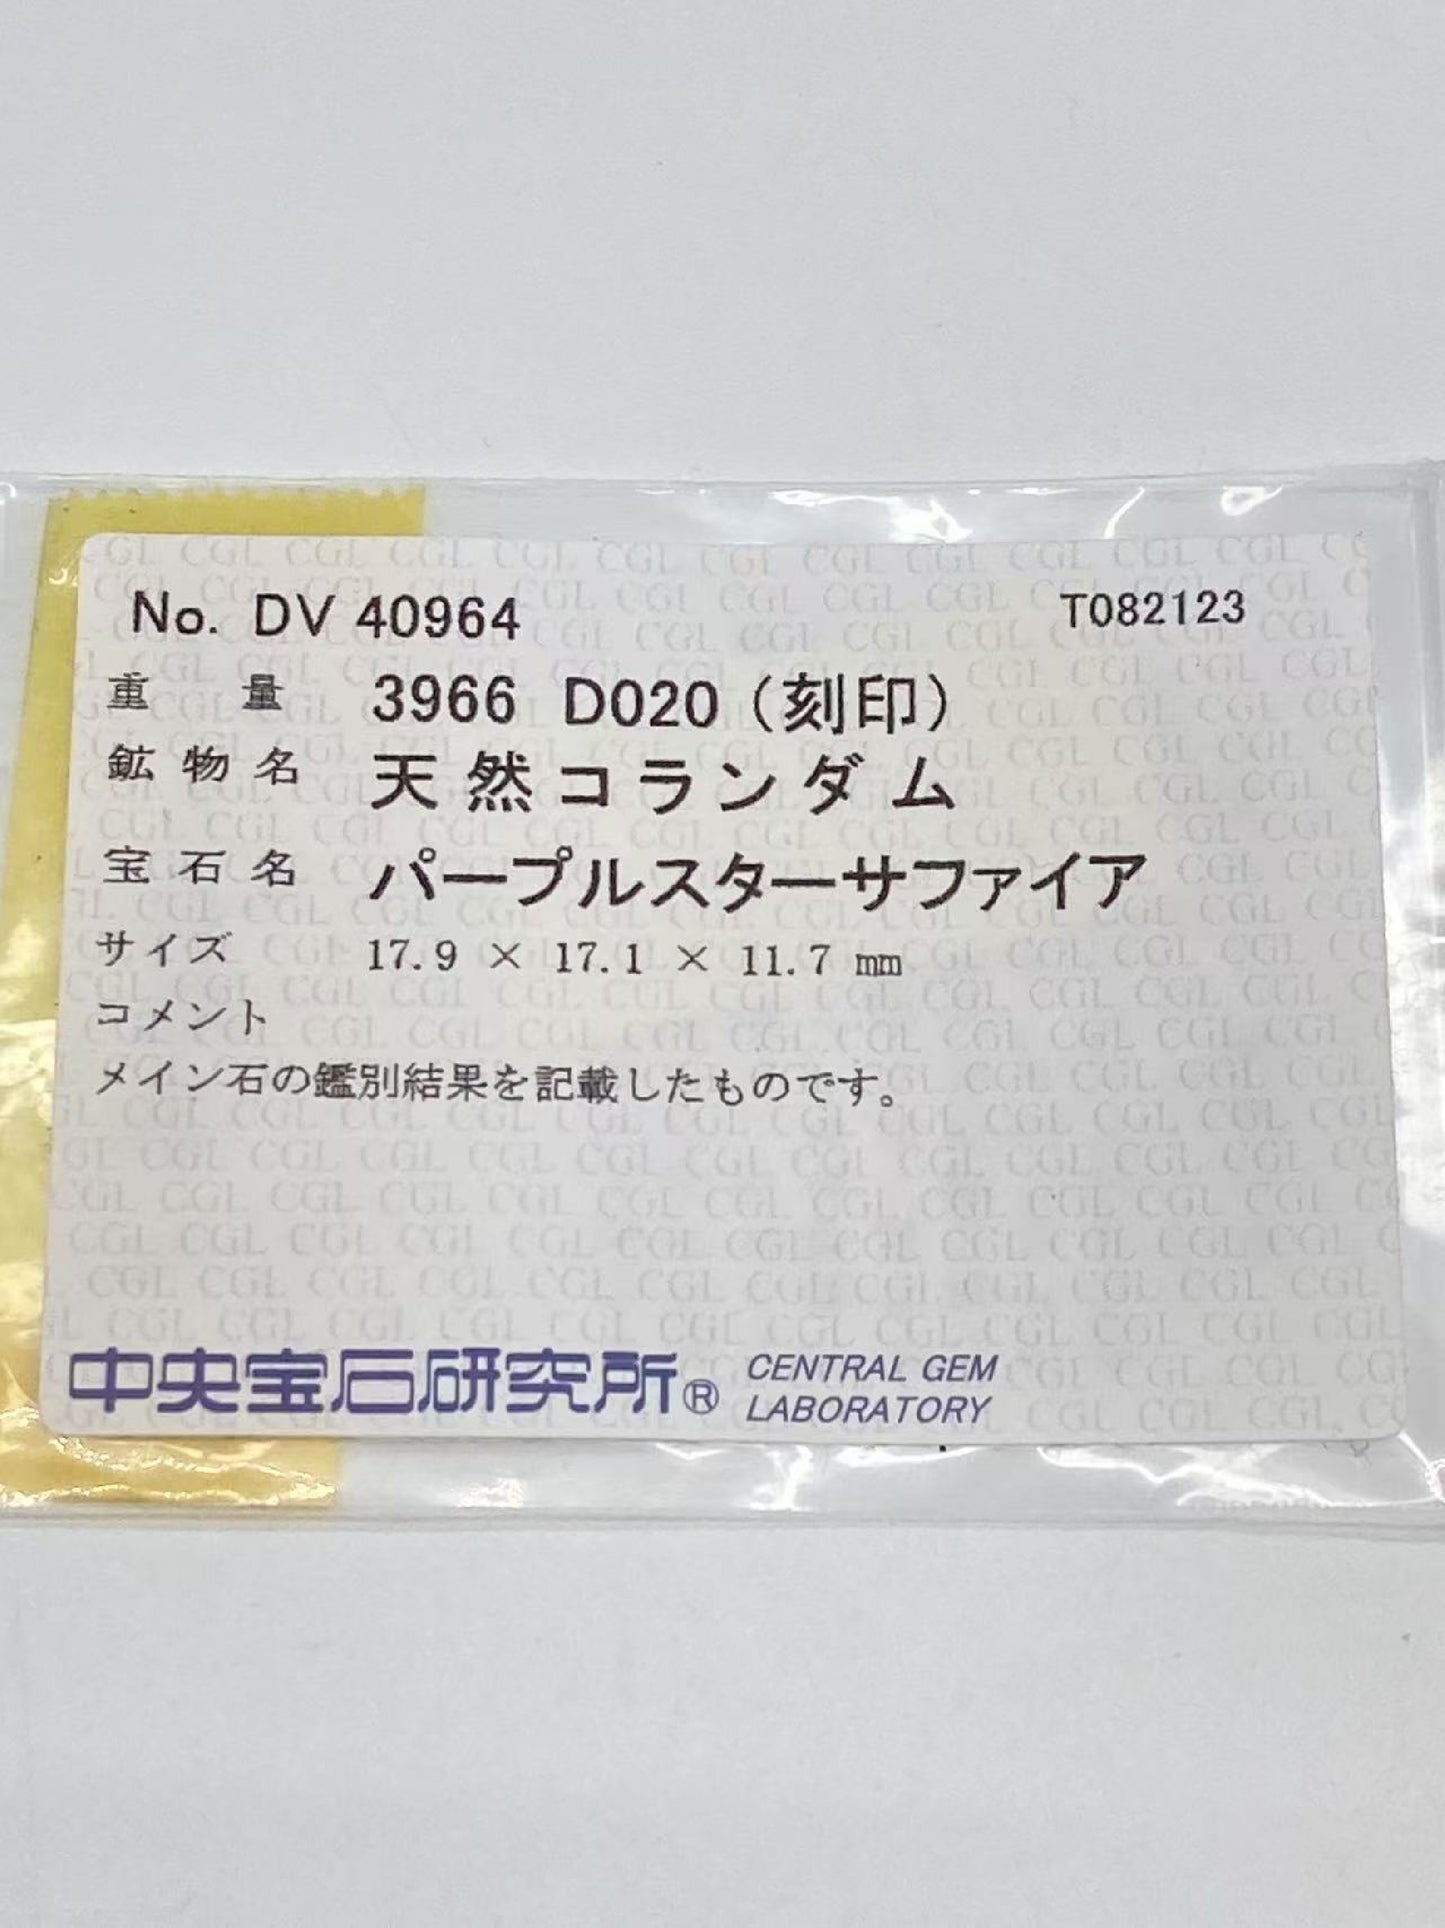 No. DV 40964 T082123
重量 3966 D020 (刻印)
鉱物名 天然コランダム
宝石名 パープルスターサファイア
サイズ 17.9 × 17.1 × 11.7 mm
コメント
メイン石の鑑別結果を記載したものです。
中央宝石研究所® CENTRAL GEM
LABORATORY